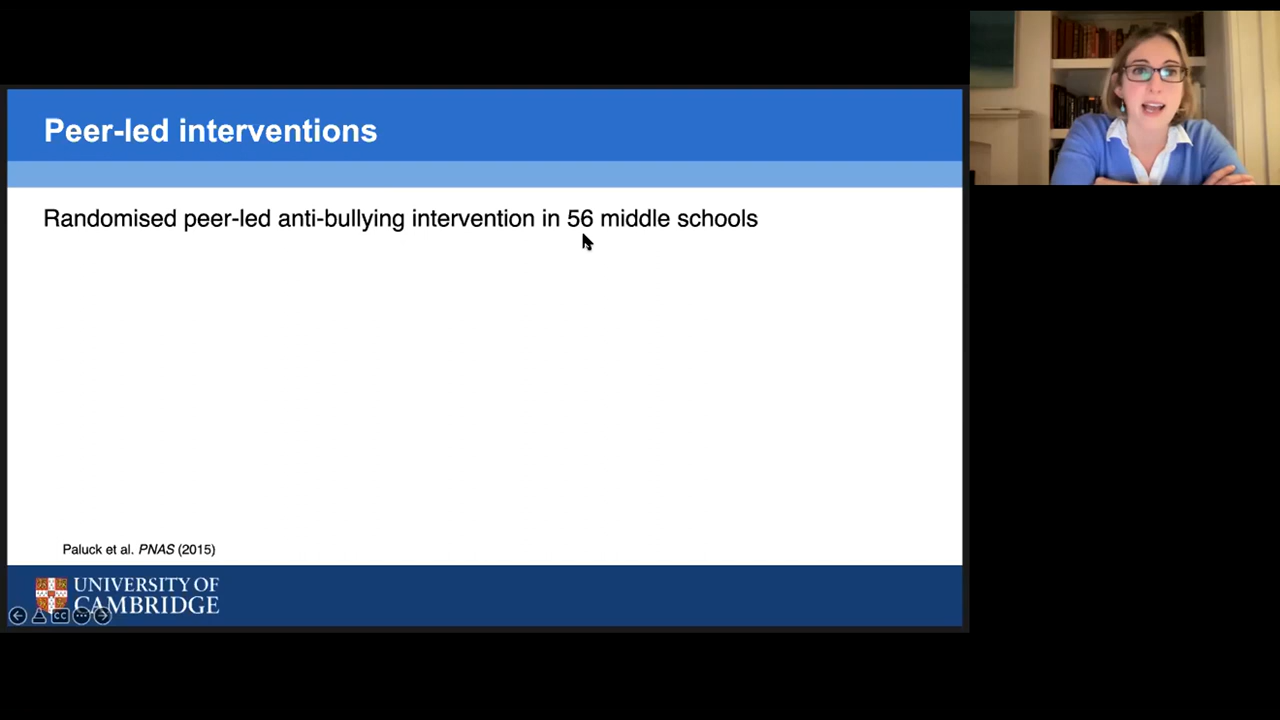 Peer-led interventions
Randomised peer-led anti-bullying intervention in 56 middle schools
Paluck et al. PNAS (2015)
UNIVERSITY OF
CAMBRIDGE
CC